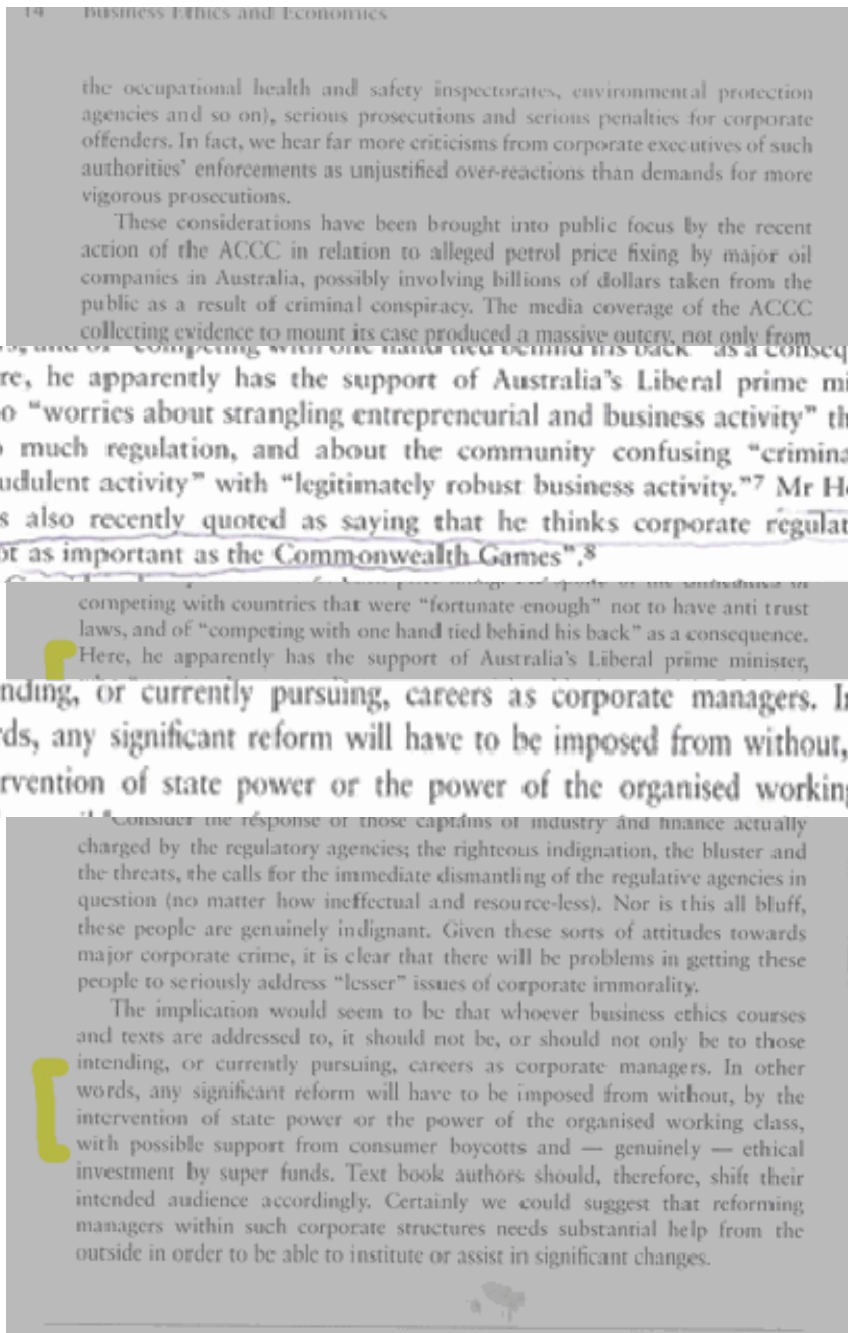 14 Business Ethics and Economics
the occupational health and safety inspectorates, environmental protection
agencies and so on), serious prosecutions and serious penalties for corporate
offenders. In fact, we hear far more criticisms from corporate executives of such
authorities' enforcements as unjustified over-reactions than demands for more
vigorous prosecutions.
These considerations have been brought into public focus by the recent
action of the ACCC in relation to alleged petrol price fixing by major oil
companies in Australia, possibly involving billions of dollars taken from the
public as a result of criminal conspiracy. The media coverage of the ACCC
collecting evidence to mount its case produced a massive outcry, not only from
"competing with one hand tied behind his back" as a conseq
re, he apparently has the support of Australia's Liberal prime mi
o "worries about strangling entrepreneurial and business activity" th
much regulation, and about the community confusing "crimina
udulent activity" with "legitimately robust business activity."7 Mr H
s also recently quoted as saying that he thinks corporate regulat
ot as important as the Commonwealth Games".8
competing with countries that were "fortunate enough" not to have anti trust
laws, and of "competing with one hand tied behind his back" as a consequence.
Here, he apparently has the support of Australia's Liberal prime minister,
nding, or currently pursuing, careers as corporate managers. I
rds, any significant reform will have to be imposed from without,
rvention of state power or the power of the organised working
Consider the response of those captains of industry and finance actually
charged by the regulatory agencies; the righteous indignation, the bluster and
the threats, the calls for the immediate dismantling of the regulative agencies in
question (no matter how ineffectual and resource-less). Nor is this all bluff,
these people are genuinely indignant. Given these sorts of attitudes towards
major corporate crime, it is clear that there will be problems in getting these
people to seriously address "lesser" issues of corporate immorality.
The implication would seem to be that whoever business ethics courses
and texts are addressed to, it should not be, or should not only be to those
intending, or currently pursuing, careers as corporate managers. In other
words, any significant reform will have to be imposed from without, by the
intervention of state power or the power of the organised working class,
with possible support from consumer boycotts and — genuinely — ethical
investment by super funds. Text book authors should, therefore, shift their
intended audience accordingly. Certainly we could suggest that reforming
managers within such corporate structures needs substantial help from the
outside in order to be able to institute or assist in significant changes.